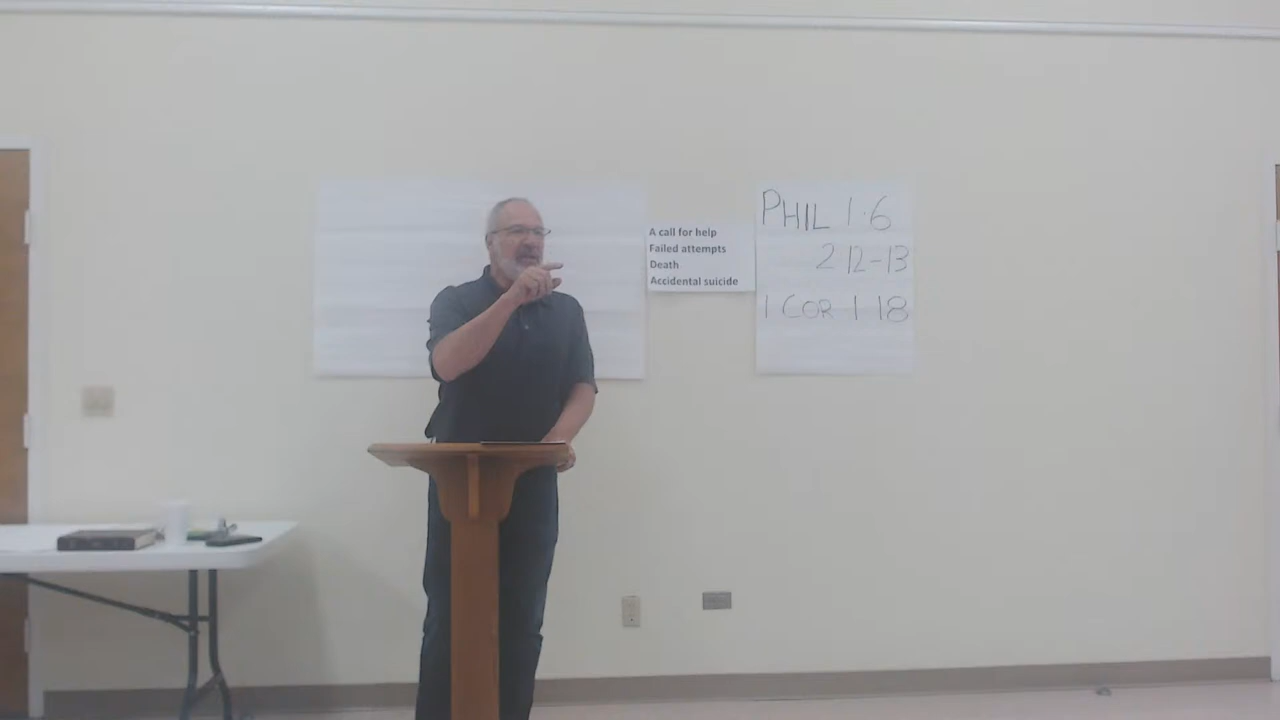 A call for help
Failed attempts
Death
Accidental suicide
PHIL 1.6
2 12-13
1 COR 1 18